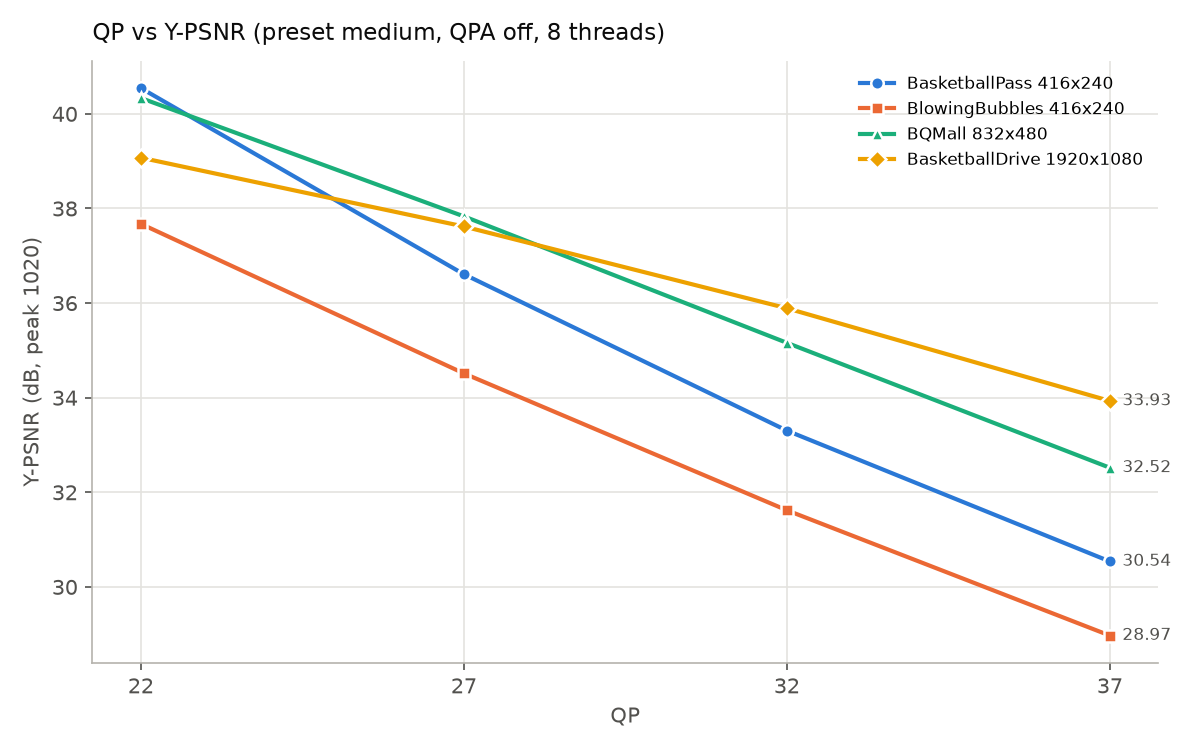 QP vs Y-PSNR (preset medium, QPA off, 8 threads)
BasketballPass 416x240
BlowingBubbles 416x240
BQMall 832x480
BasketballDrive 1920x1080
Y-PSNR (dB, peak 1020)
40
38
36
34
32
30
33.93
32.52
30.54
28.97
22
27
32
37
QP